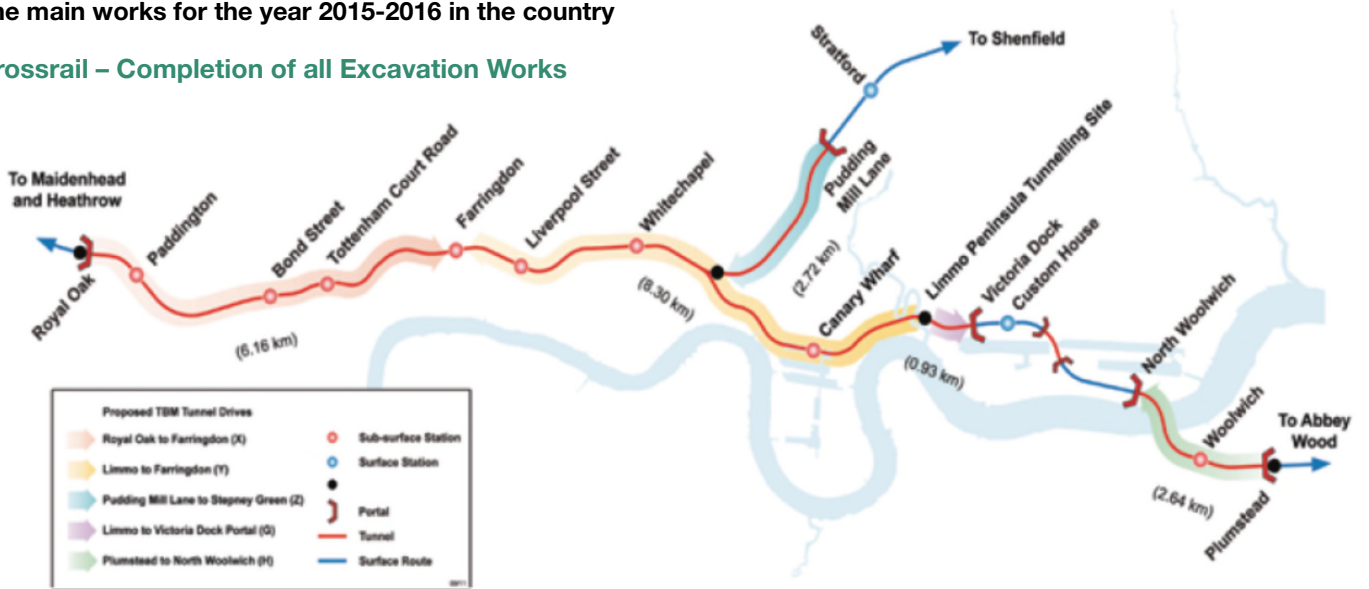 ne main works for the year 2015-2016 in the country
rossrail – Completion of all Excavation Works
To Shenfield
Stratford
Pudding
Mill Lane
Limmo Peninsula Tunnelling Site
To Maidenhead
and Heathrow
Royal Oak
Paddington
Bond Street
Tottenham Court Road
Farringdon
Liverpool Street
Whitechapel
(6.16 km)
(8.30 km)
(2.72 km)
Canary Wharf
(0.93 km)
Victoria Dock
Custom House
North Woolwich
Woolwich
(2.64 km)
Plumstead
To Abbey
Wood
Proposed TBM Tunnel Drives
Royal Oak to Farringdon (X)
Limmo to Farringdon (Y)
Pudding Mill Lane to Stepney Green (Z)
Limmo to Victoria Dock Portal (G)
Plumstead to North Woolwich (H)
Sub-surface Station
Surface Station
Portal
Tunnel
Surface Route